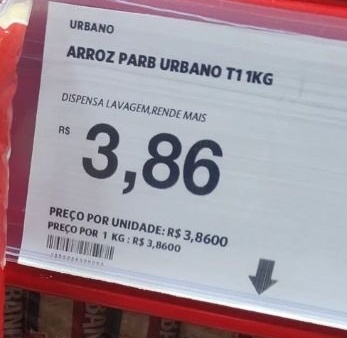 URBANO
ARROZ PARB URBANO T1 1KG
DISPENSA LAVAGEM,RENDE MAIS
R$ 3,86
PREÇO POR UNIDADE: R$ 3,8600
PREÇO POR 1 KG : R$ 3,8600